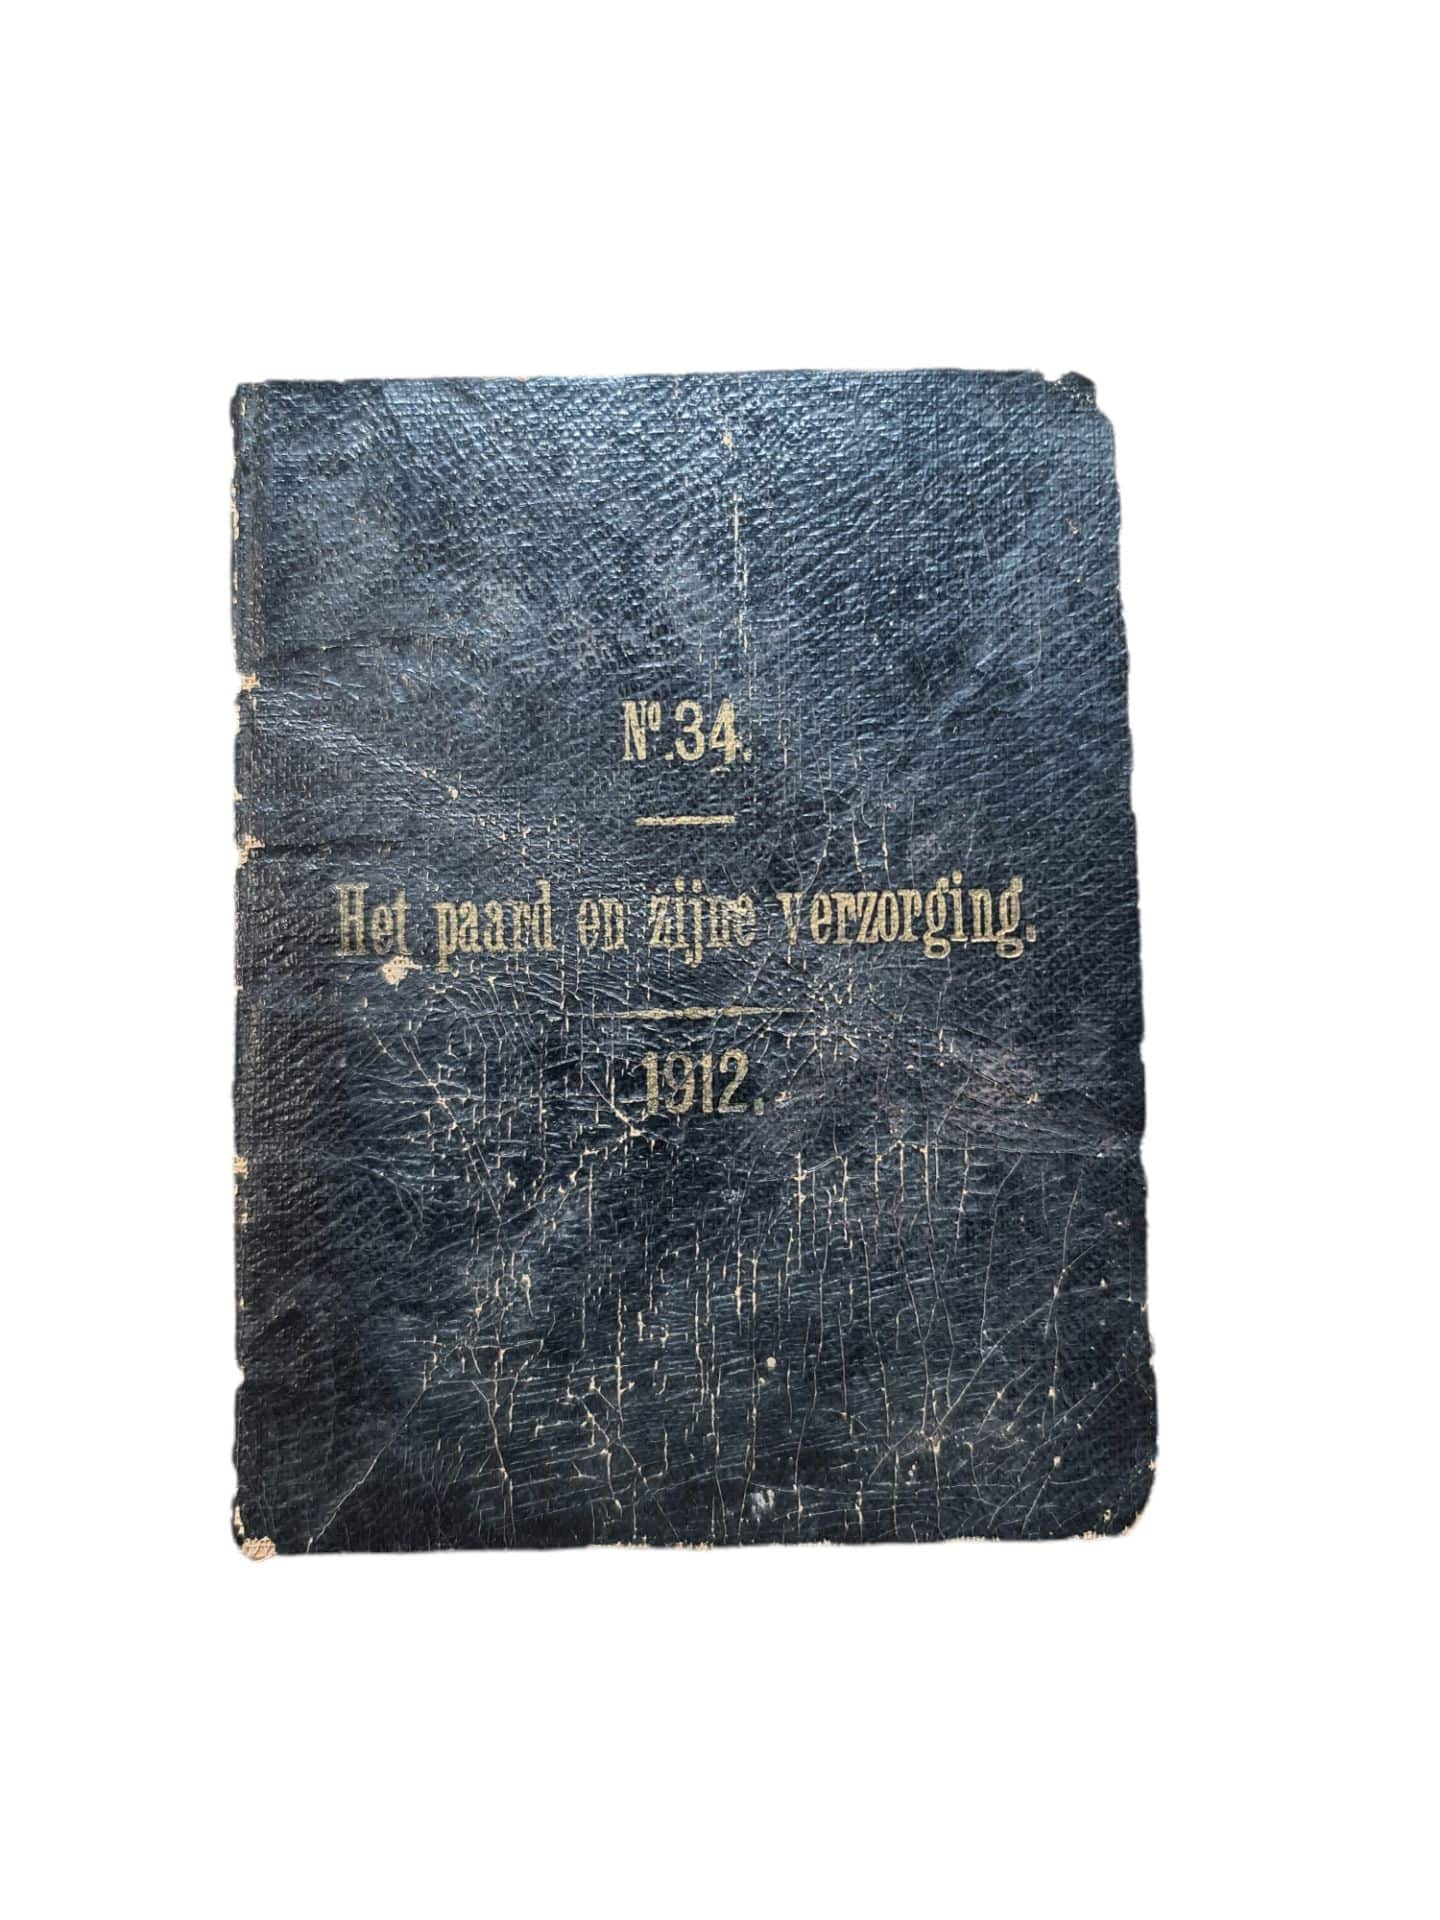 Nº. 34.
Het paard en zijne verzorging.
1912.